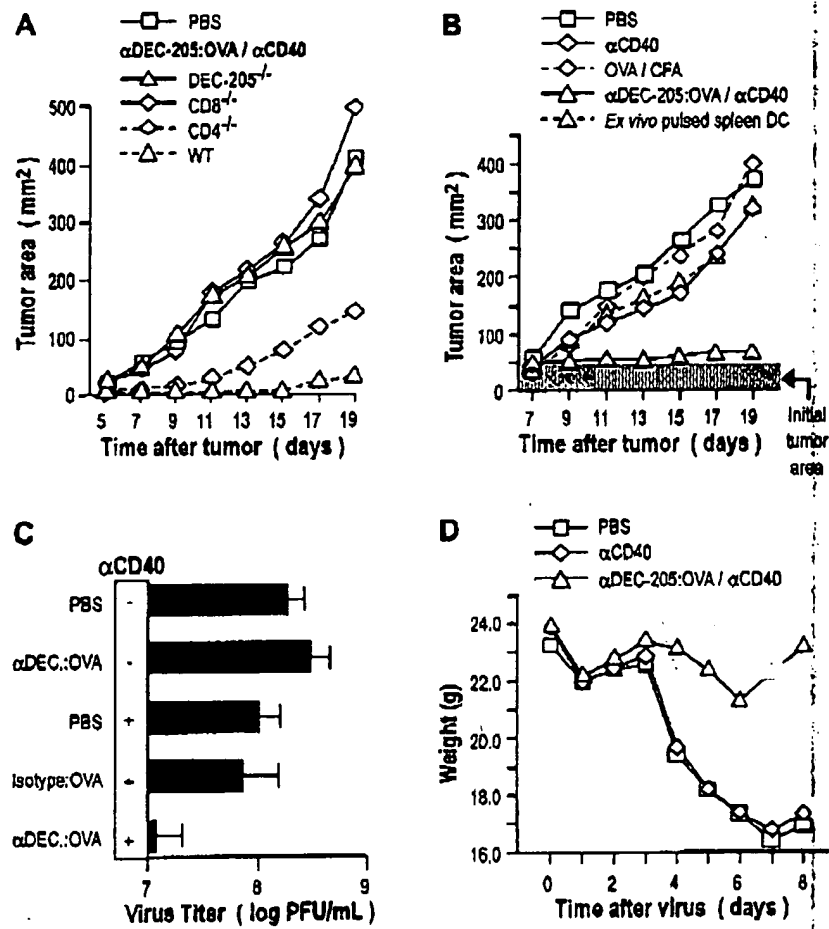 A
PBS
αDEC-205:OVA / αCD40
DEC-205-/-
CD8-/-
CD4-/-
WT
Tumor area ( mm2 )
500
400
300
200
100
0
5 7 9 11 13 15 17 19
Time after tumor ( days )
B
PBS
αCD40
OVA / CFA
αDEC-205:OVA / αCD40
Ex vivo pulsed spleen DC
Tumor area ( mm2 )
400
300
200
100
0
7 9 11 13 15 17 19
Time after tumor ( days )
Initial
tumor
area
C
αCD40
PBS -
αDEC.:OVA -
PBS +
Isotype:OVA +
αDEC.:OVA +
7 8 9
Virus Titer ( log PFU/mL )
D
PBS
αCD40
αDEC-205:OVA / αCD40
Weight (g)
24.0
22.0
20.0
18.0
16.0
0 2 4 6 8
Time after virus ( days )